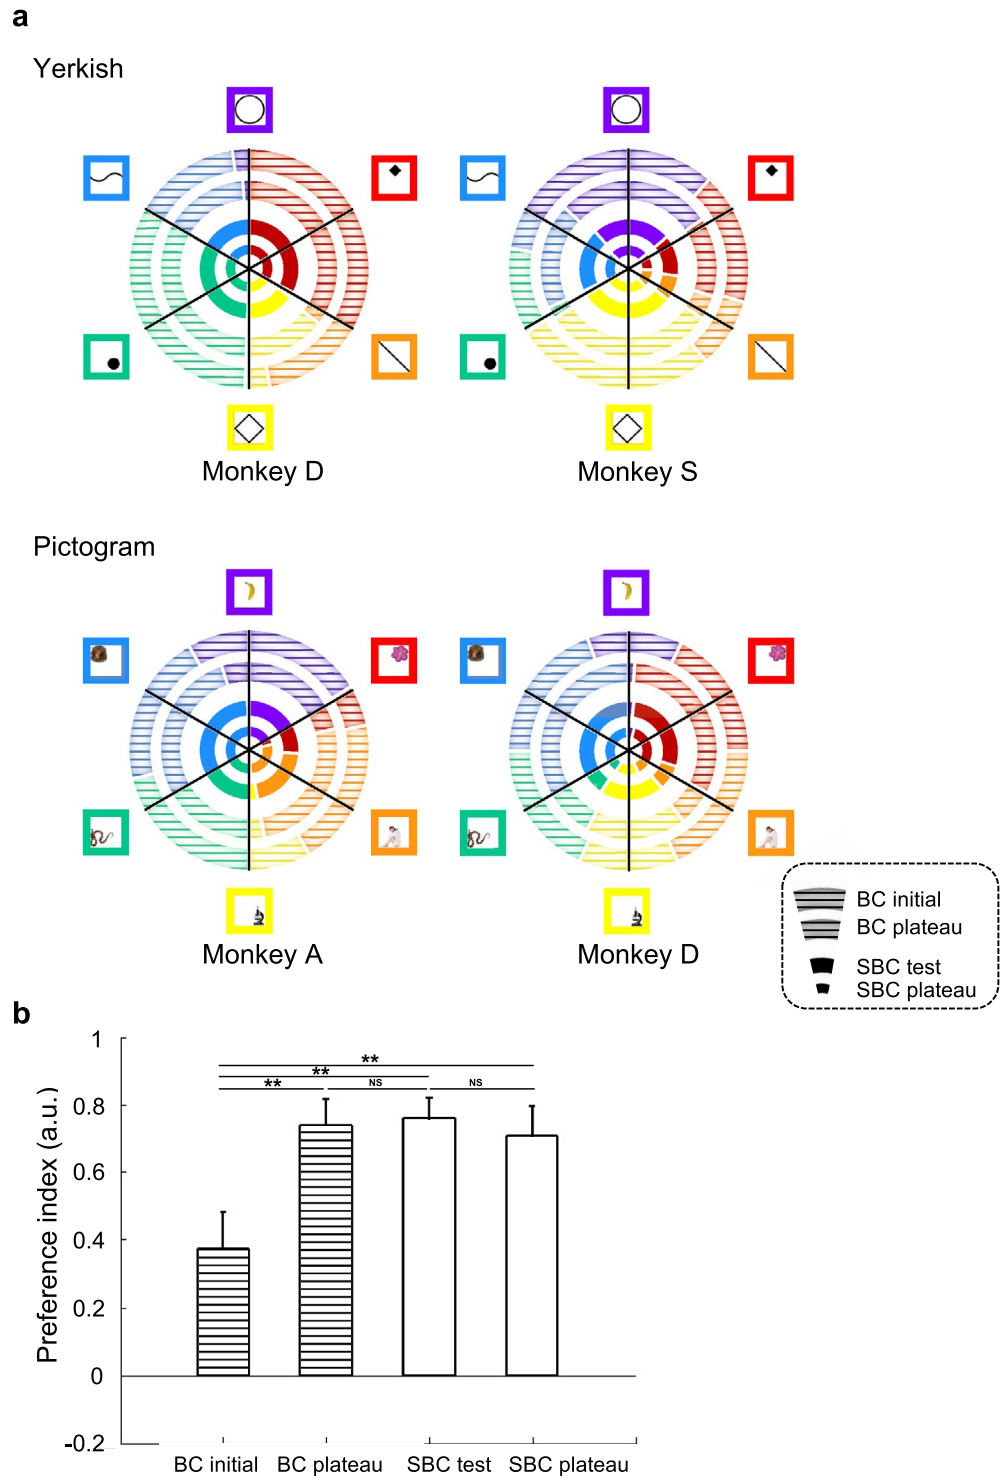 a
Yerkish
Monkey D
Monkey S
Pictogram
Monkey A
Monkey D
BC initial
BC plateau
SBC test
SBC plateau
b
1
0.8
0.6
0.4
0.2
0
-0.2
Preference index (a.u.)
**
**
**
NS
NS
BC initial
BC plateau
SBC test
SBC plateau